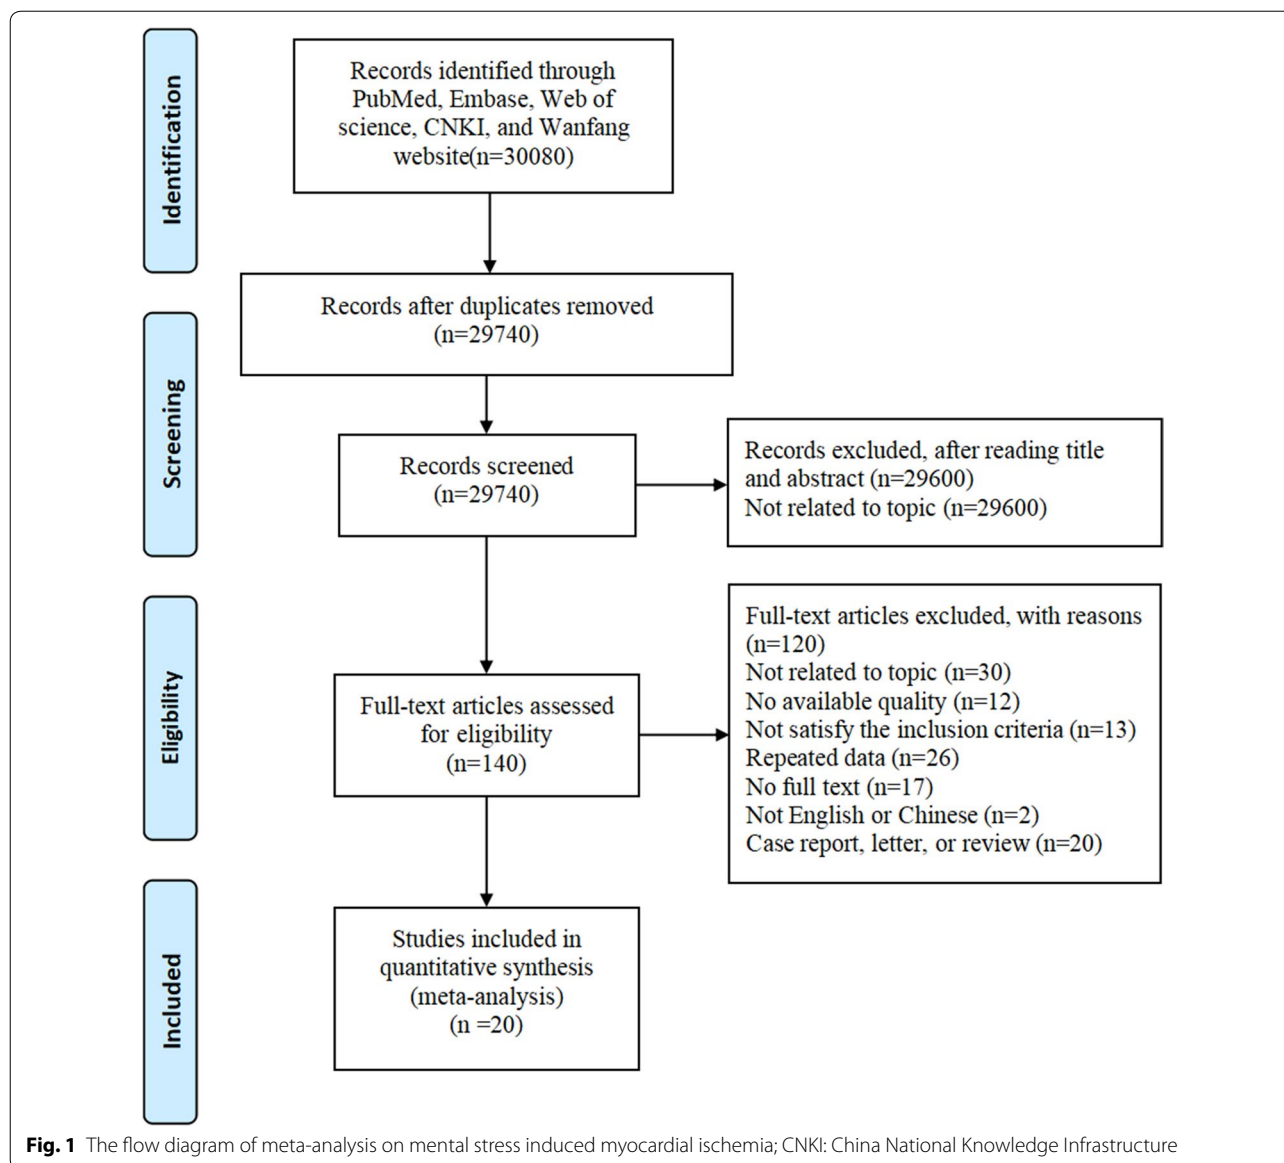 Identification
Records identified through
PubMed, Embase, Web of
science, CNKI, and Wanfang
website(n=30080)
Screening
Records after duplicates removed
(n=29740)
Records screened
(n=29740)
Records excluded, after reading title
and abstract (n=29600)
Not related to topic (n=29600)
Eligibility
Full-text articles assessed
for eligibility
(n=140)
Full-text articles excluded, with reasons
(n=120)
Not related to topic (n=30)
No available quality (n=12)
Not satisfy the inclusion criteria (n=13)
Repeated data (n=26)
No full text (n=17)
Not English or Chinese (n=2)
Case report, letter, or review (n=20)
Included
Studies included in
quantitative synthesis
(meta-analysis)
(n =20)
Fig. 1 The flow diagram of meta-analysis on mental stress induced myocardial ischemia; CNKI: China National Knowledge Infrastructure